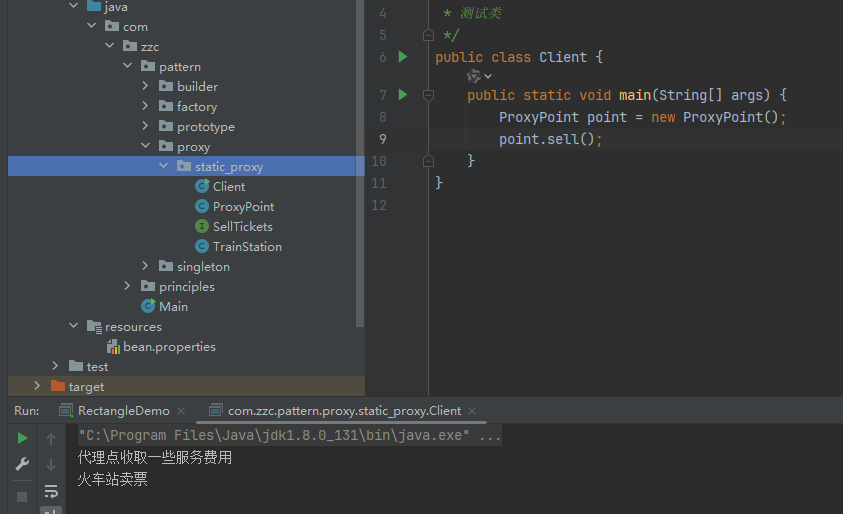 java
com
zzc
pattern
builder
factory
prototype
proxy
static_proxy
Client
ProxyPoint
SellTickets
TrainStation
singleton
principles
Main
resources
bean.properties
test
target
4 * 测试类
5 */
6 public class Client {
7 public static void main(String[] args) {
8 ProxyPoint point = new ProxyPoint();
9 point.sell();
10 }
11 }
12
Run: RectangleDemo × com.zzc.pattern.proxy.static_proxy.Client ×
"C:\Program Files\Java\jdk1.8.0_131\bin\java.exe" ...
代理点收取一些服务费用
火车站卖票